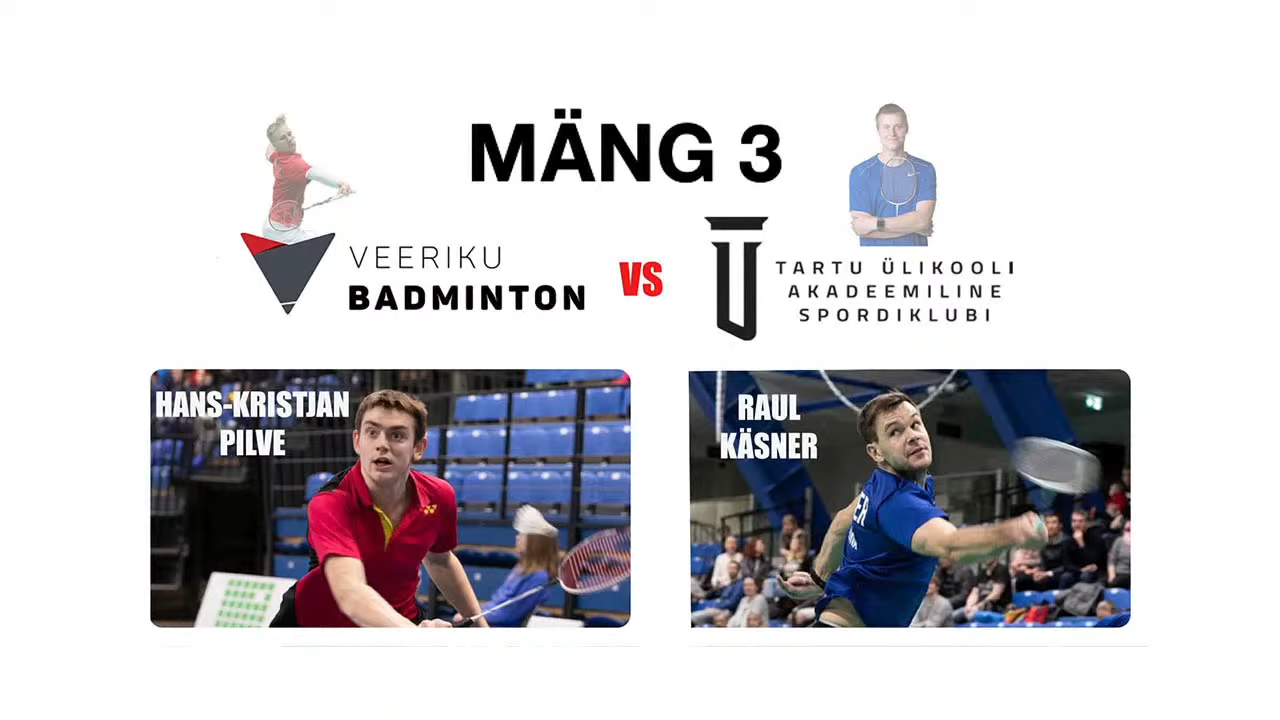 MÄNG 3
VEERIKU
BADMINTON
VS
TARTU ÜLIKOOLI
AKADEEMILINE
SPORDIKLUBI
HANS-KRISTJAN
PILVE
RAUL
KÄSNER